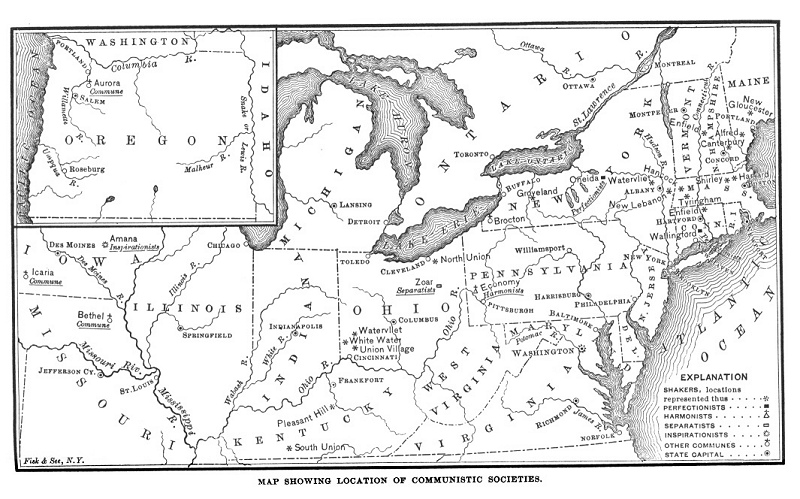 WASHINGTON
PORTLAND
Columbia R.
Aurora
Commune
SALEM
Willamette R.
OREGON
Umpqua R.
Roseburg
Malheur R.
Snake or Lewis R.
IDAHO
PACIFIC OCEAN
Ottawa R.
OTTAWA
MONTREAL
St. Lawrence R.
ONTARIO
LAKE HURON
MICHIGAN
TORONTO
LAKE ONTARIO
LANSING
DETROIT
LAKE ERIE
BUFFALO
Groveland
Brocton
Oneida
Perfectionists
NEW YORK
Hudson R.
Watervliet
ALBANY
New Lebanon
Hancock
VERMONT
MONTPELIER
Connecticut R.
N. HAMPSHIRE
Enfield
MAINE
New
Gloucester
PORTLAND
Alfred
Canterbury
CONCORD
Shirley
Harvard
BOSTON
MASS.
Tyringham
Enfield
HARTFORD
CONN.
R. I.
Wallingford
NEW YORK
IOWA
DES MOINES
Amana
Inspirationists
Des Moines R.
Icaria
Commune
Bethel
Commune
CHICAGO
Illinois R.
ILLINOIS
SPRINGFIELD
MISSOURI
Missouri Riv.
JEFFERSON CY.
ST. LOUIS
Mississippi R.
INDIANA
INDIANAPOLIS
White R.
Wabash R.
TOLEDO
CLEVELAND
North Union
OHIO
Zoar
Separatists
COLUMBUS
Watervliet
White Water
Union Village
CINCINNATI
Ohio R.
Ohio R.
FRANKFORT
KENTUCKY
Pleasant Hill
South Union
PENNSYLVANIA
Williamsport
Economy
Harmonists
PITTSBURGH
HARRISBURG
PHILADELPHIA
N. JERSEY
BALTIMORE
MARYL'D
DEL.
Potomac R.
WASHINGTON
WEST VIRGINIA
VIRGINIA
RICHMOND
James R.
NORFOLK
ATLANTIC OCEAN
EXPLANATION
SHAKERS, locations
represented thus
PERFECTIONISTS
HARMONISTS
SEPARATISTS
INSPIRATIONISTS
OTHER COMMUNES
STATE CAPITAL
Fisk & See, N.Y.
MAP SHOWING LOCATION OF COMMUNISTIC SOCIETIES.